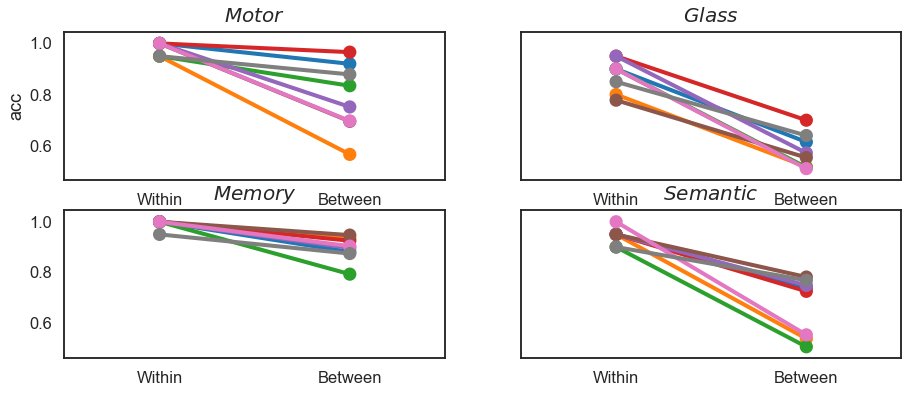 Motor
Glass
acc
1.0
0.8
0.6
Within Between
Within Between
Memory
Semantic
1.0
0.8
0.6
Within Between
Within Between